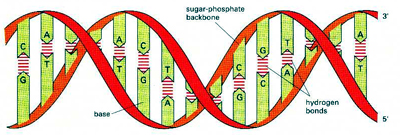 sugar-phosphate
backbone
3'
C A A C G T
G T T G T A C C A
base
hydrogen
bonds
5'